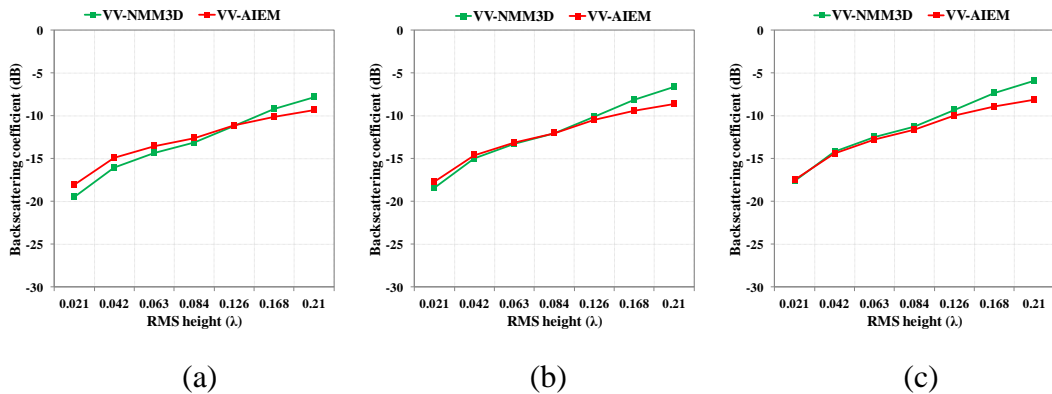 VV-NMM3D VV-AIEM
0
-5
-10
-15
-20
-25
-30
Backscattering coefficient (dB)
0.021 0.042 0.063 0.084 0.126 0.168 0.21
RMS height (λ)
(a)
VV-NMM3D VV-AIEM
0
-5
-10
-15
-20
-25
-30
Backscattering coefficient (dB)
0.021 0.042 0.063 0.084 0.126 0.168 0.21
RMS height (λ)
(b)
VV-NMM3D VV-AIEM
0
-5
-10
-15
-20
-25
-30
Backscattering coefficient (dB)
0.021 0.042 0.063 0.084 0.126 0.168 0.21
RMS height (λ)
(c)